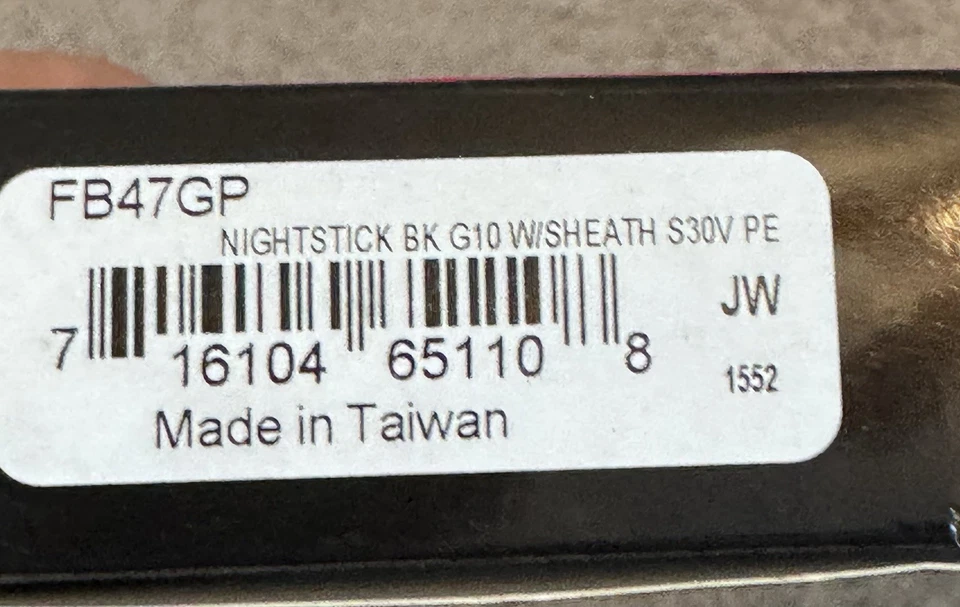 FB47GP
NIGHTSTICK BK G10 W/SHEATH S30V PE
JW
7 16104 65110 8
1552
Made in Taiwan